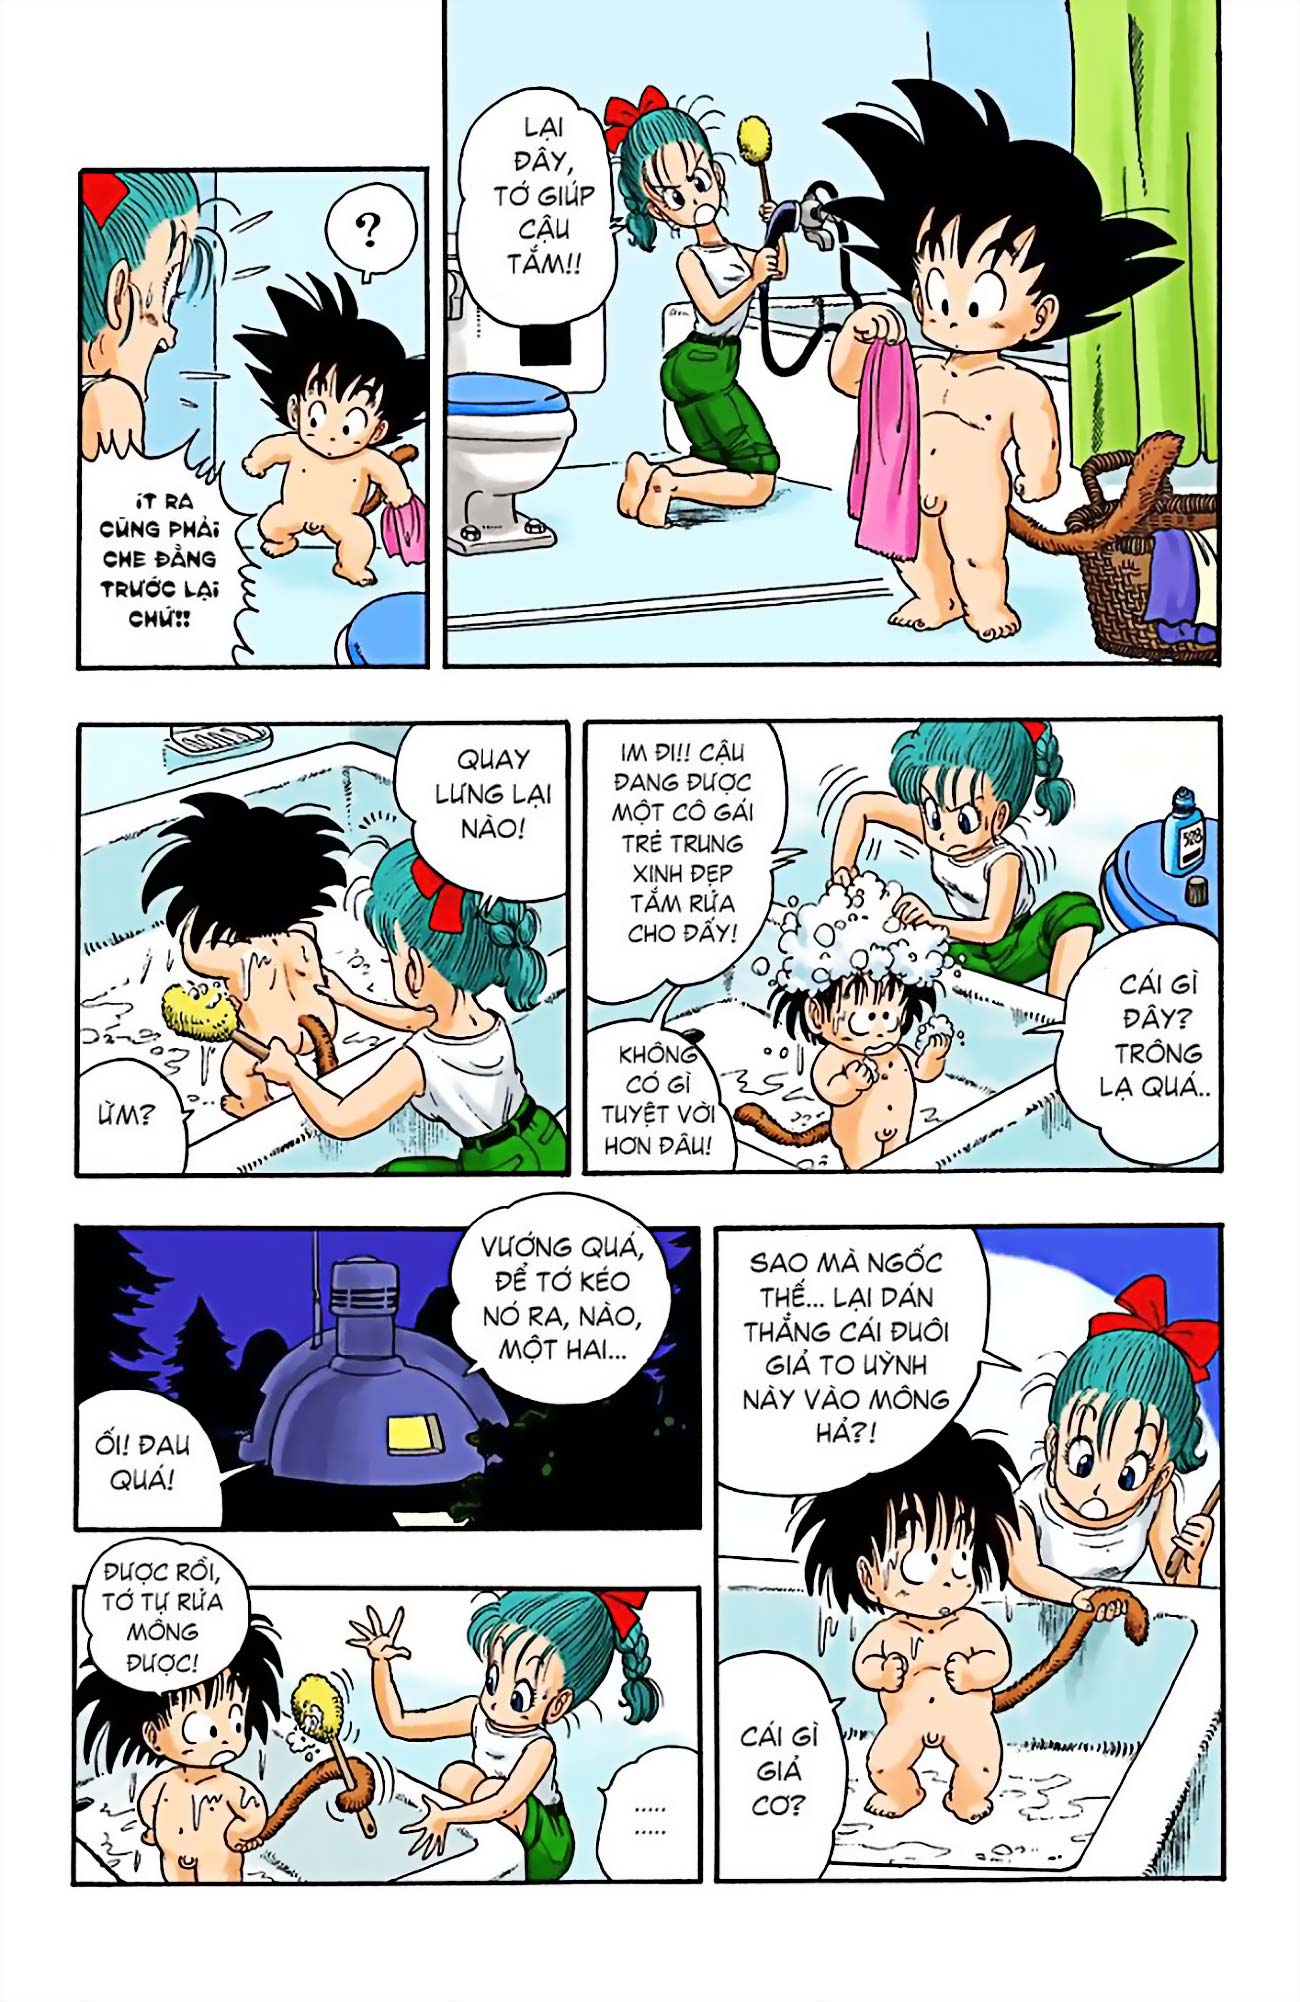 LẠI
ĐÂY,
TỚ GIÚP
CẬU
TẮM!!
?
ÍT RA
CŨNG PHẢI
CHE ĐẰNG
TRƯỚC LẠI
CHỨ!!
IM ĐI!! CẬU
ĐANG ĐƯỢC
MỘT CÔ GÁI
TRẺ TRUNG
XINH ĐẸP
TẮM RỬA
CHO ĐẤY!
CÁI GÌ
ĐÂY?
TRÔNG
LẠ QUÁ..
KHÔNG
CÓ GÌ
TUYỆT VỜI
HƠN ĐÂU!
QUAY
LƯNG LẠI
NÀO!
ỪM?
SAO MÀ NGỐC
THẾ... LẠI DÁN
THẲNG CÁI ĐUÔI
GIẢ TO UỲNH
NÀY VÀO MÔNG
HẢ?!
CÁI GÌ
GIẢ
CƠ?
VƯỚNG QUÁ,
ĐỂ TỚ KÉO
NÓ RA, NÀO,
MỘT HAI...
ỐI! ĐAU
QUÁ!
ĐƯỢC RỒI,
TỚ TỰ RỬA
MÔNG
ĐƯỢC!
.....
.....